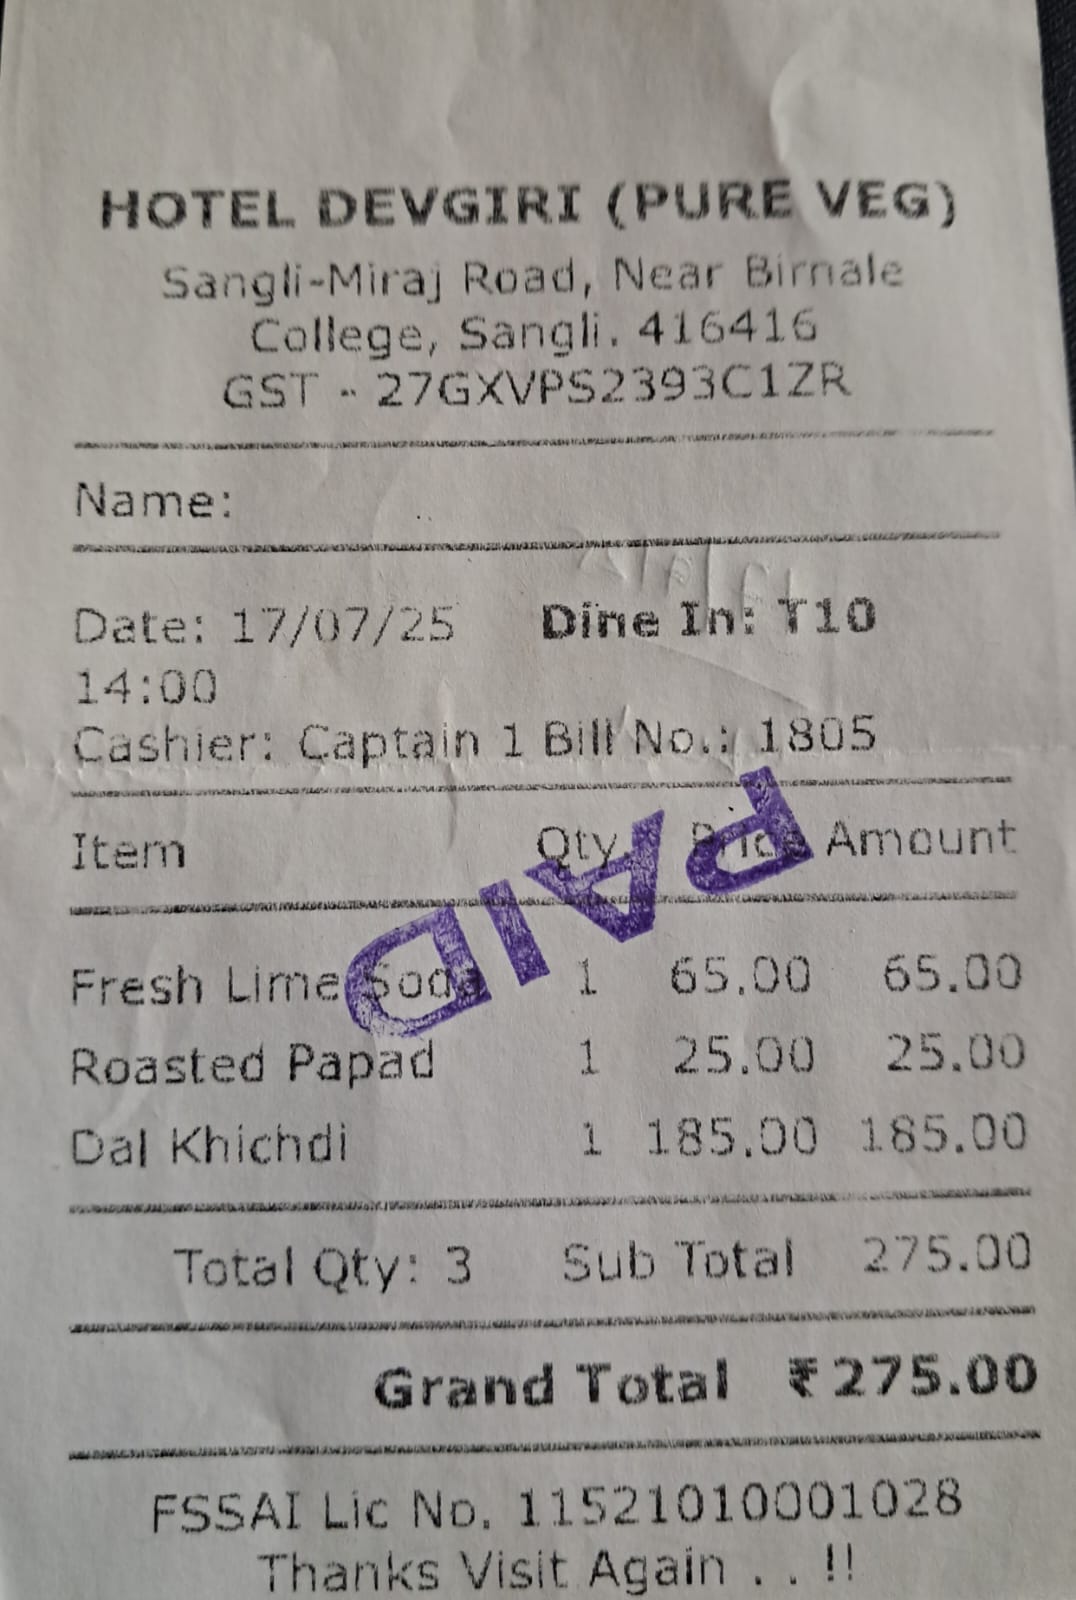 HOTEL DEVGIRI (PURE VEG)
Sangli-Miraj Road, Near Birnale
College, Sangli. 416416
GST - 27GXVPS2393C1ZR
Name:
Date: 17/07/25 Dine In: T10
14:00
Cashier: Captain 1 Bill No.: 1805
Item Qty. Price Amount
PAID
Fresh Lime Soda 1 65.00 65.00
Roasted Papad 1 25.00 25.00
Dal Khichdi 1 185.00 185.00
Total Qty: 3 Sub Total 275.00
Grand Total ₹275.00
FSSAI Lic No. 11521010001028
Thanks Visit Again . . !!